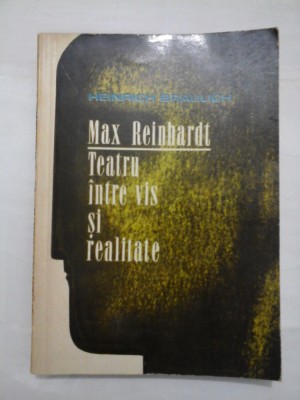 HEINRICH BRAULICH
Max Reinhardt
Teatru
între vis
și
realitate